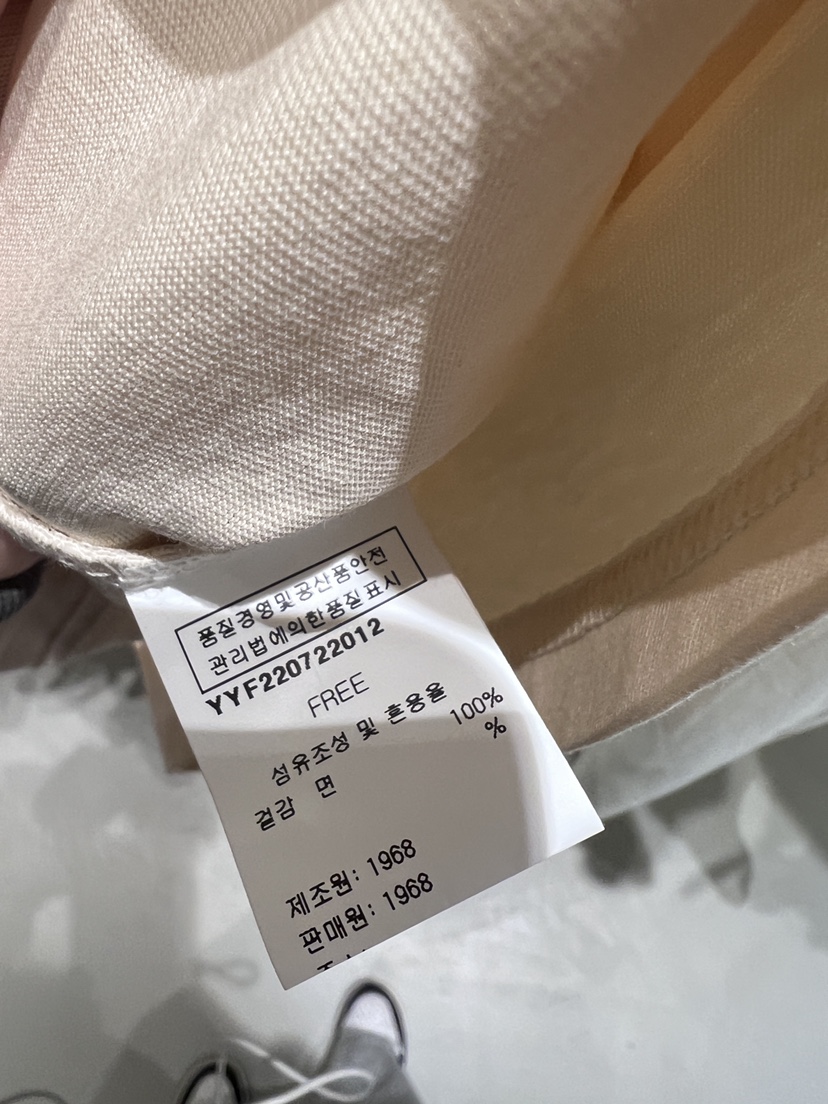 품질경영및공산품안전
관리법에의한품질표시
YYF220722012
FREE
섬유조성 및 혼용율
100%
%
겉감 면
제조원: 1968
판매원: 1968